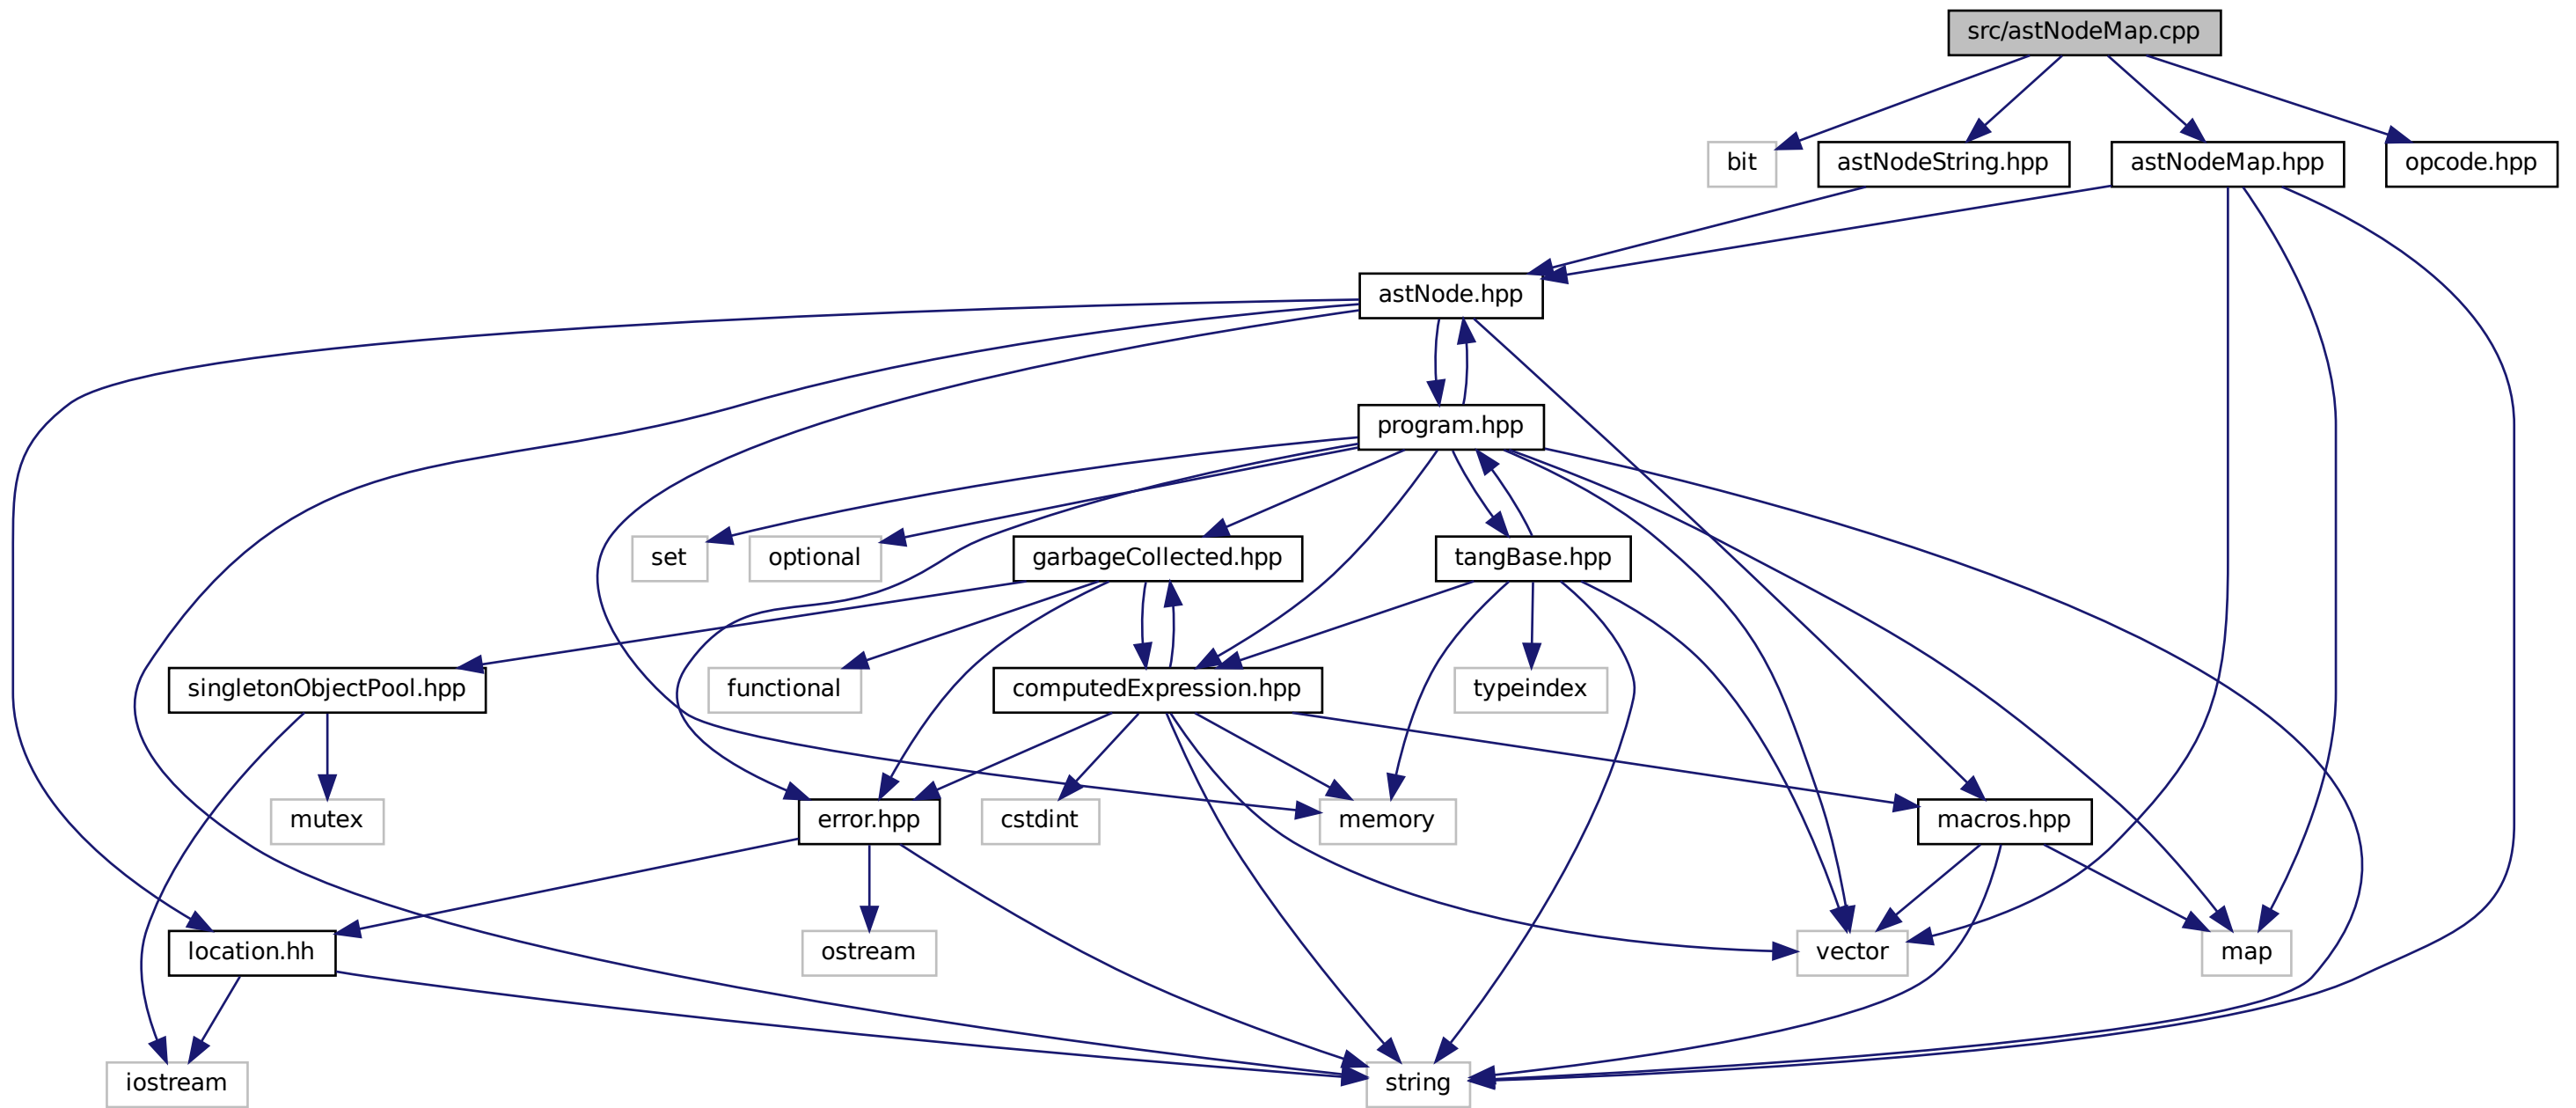 src/astNodeMap.cpp
bit
astNodeString.hpp
astNodeMap.hpp
opcode.hpp
astNode.hpp
program.hpp
set
optional
garbageCollected.hpp
tangBase.hpp
singletonObjectPool.hpp
functional
computedExpression.hpp
typeindex
mutex
error.hpp
cstdint
memory
macros.hpp
location.hh
ostream
vector
map
iostream
string